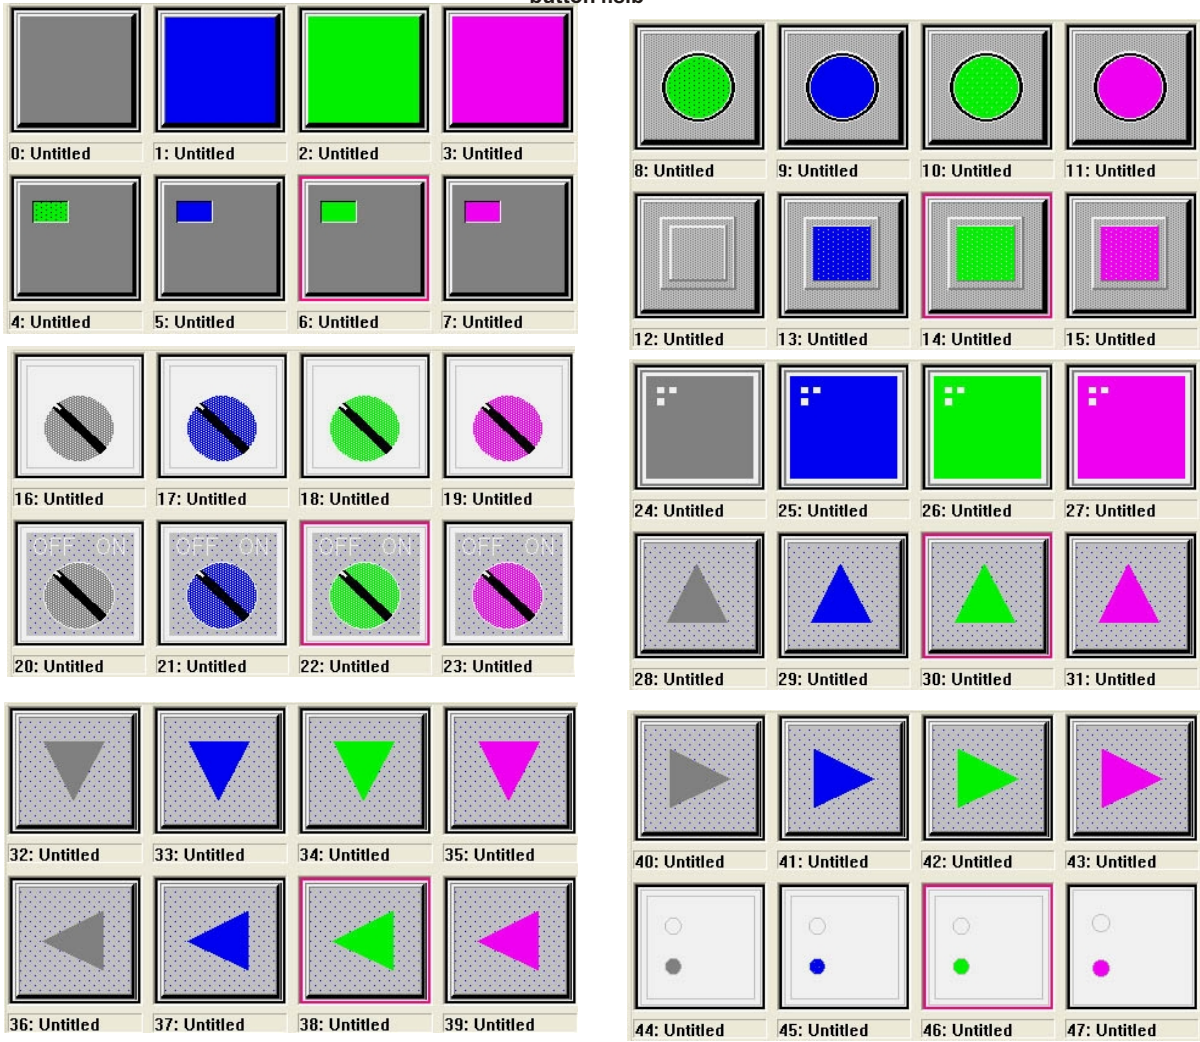 button
0: Untitled 1: Untitled 2: Untitled 3: Untitled
4: Untitled 5: Untitled 6: Untitled 7: Untitled
8: Untitled 9: Untitled 10: Untitled 11: Untitled
12: Untitled 13: Untitled 14: Untitled 15: Untitled
16: Untitled 17: Untitled 18: Untitled 19: Untitled
OFF ON OFF ON OFF ON OFF ON
20: Untitled 21: Untitled 22: Untitled 23: Untitled
24: Untitled 25: Untitled 26: Untitled 27: Untitled
28: Untitled 29: Untitled 30: Untitled 31: Untitled
32: Untitled 33: Untitled 34: Untitled 35: Untitled
36: Untitled 37: Untitled 38: Untitled 39: Untitled
40: Untitled 41: Untitled 42: Untitled 43: Untitled
44: Untitled 45: Untitled 46: Untitled 47: Untitled